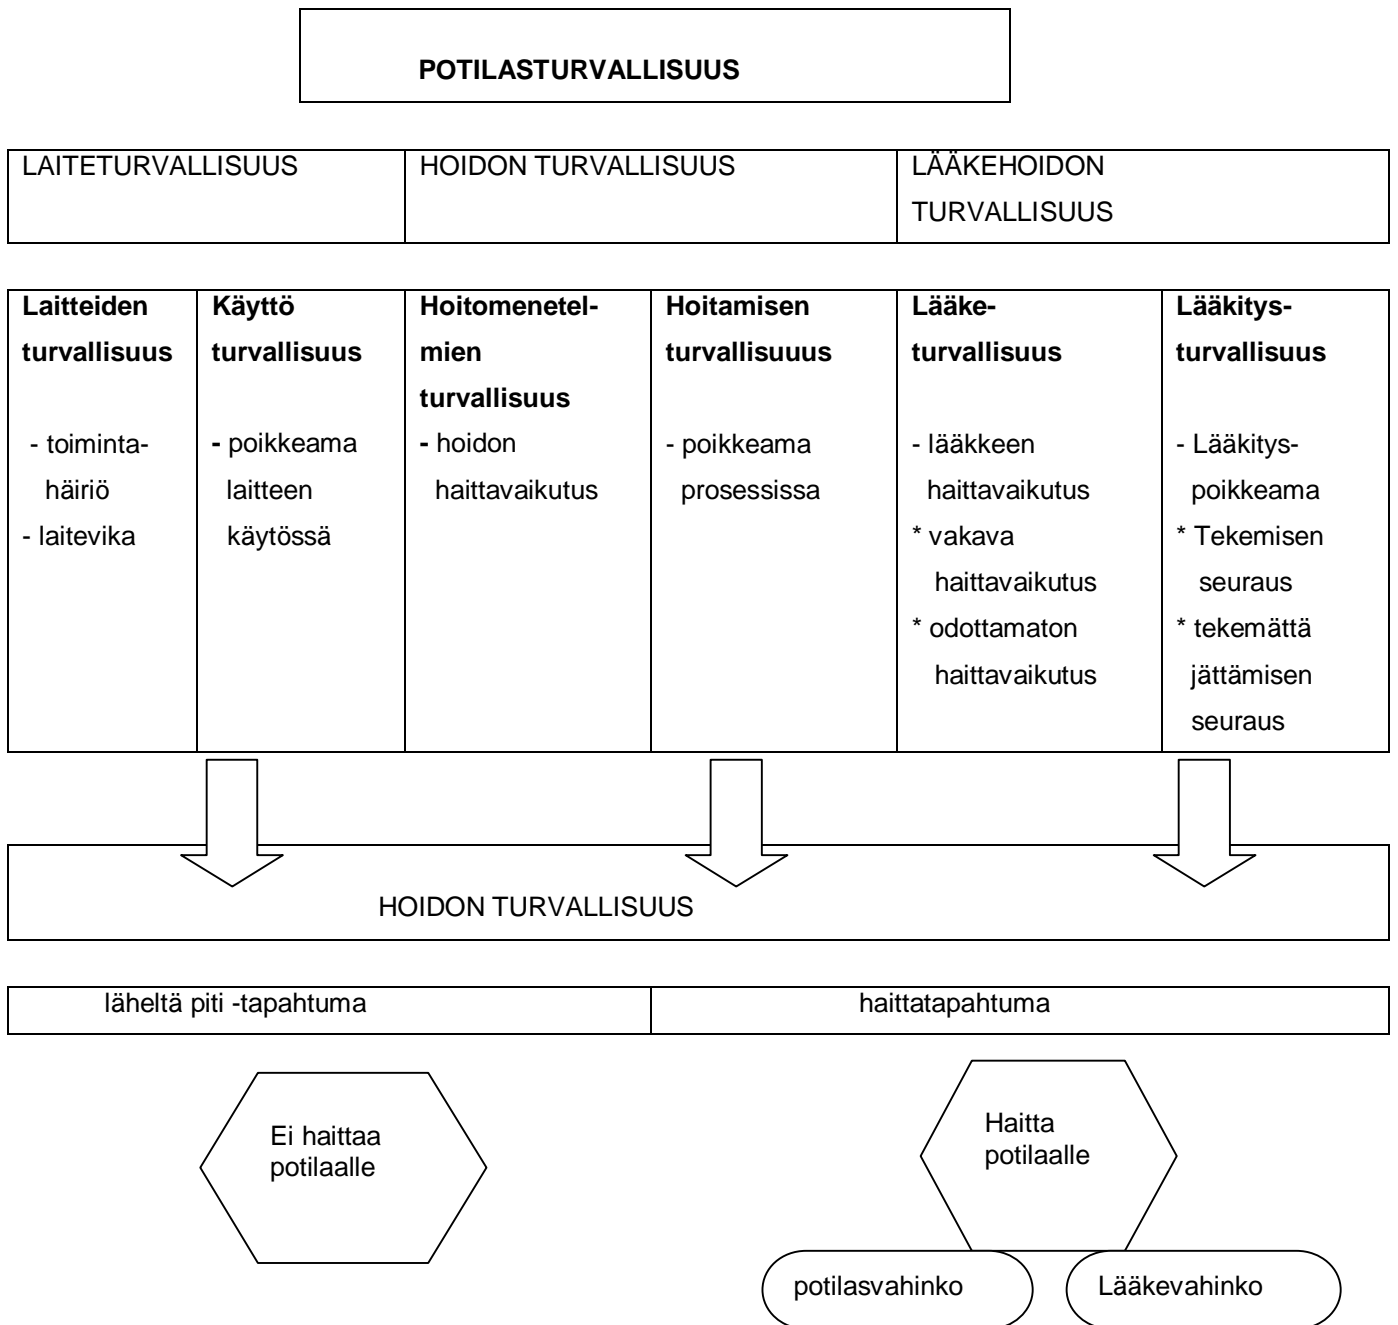 POTILASTURVALLISUUS
LAITETURVALLISUUS
HOIDON TURVALLISUUS
LÄÄKEHOIDON
TURVALLISUUS
Laitteiden
turvallisuus
- toiminta-
häiriö
- laitevika
Käyttö
turvallisuus
- poikkeama
laitteen
käytössä
Hoitomenetel-
mien
turvallisuus
- hoidon
haittavaikutus
Hoitamisen
turvallisuuus
- poikkeama
prosessissa
Lääke-
turvallisuus
- lääkkeen
haittavaikutus
* vakava
haittavaikutus
* odottamaton
haittavaikutus
Lääkitys-
turvallisuus
- Lääkitys-
poikkeama
* Tekemisen
seuraus
* tekemättä
jättämisen
seuraus
HOIDON TURVALLISUUS
läheltä piti -tapahtuma
haittatapahtuma
Ei haittaa
potilaalle
Haitta
potilaalle
potilasvahinko
Lääkevahinko